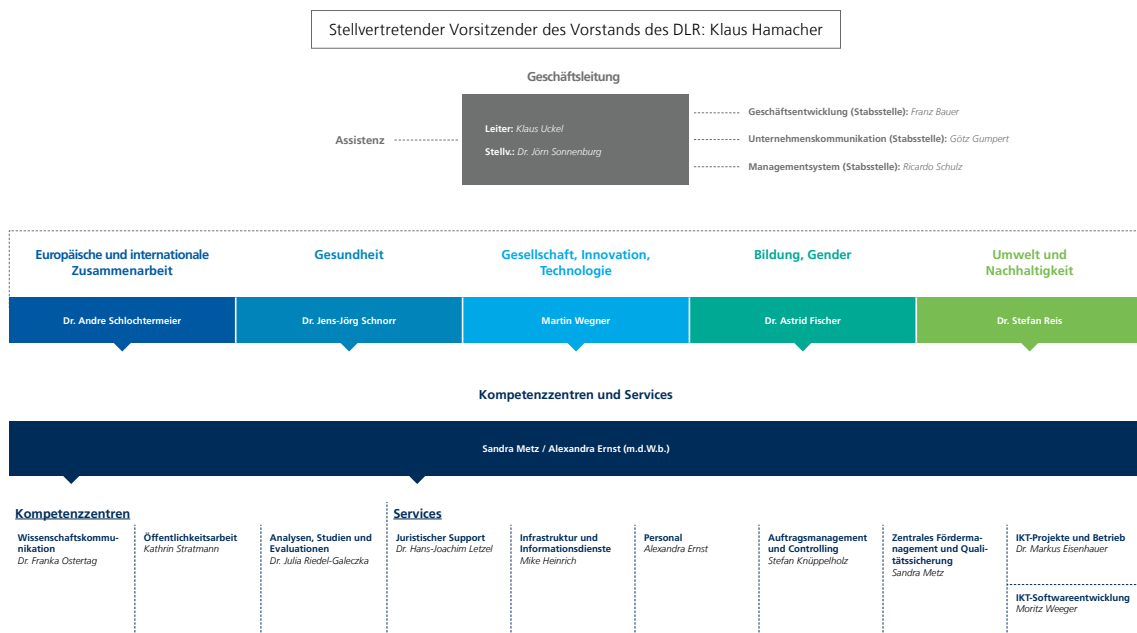 Stellvertretender Vorsitzender des Vorstands des DLR: Klaus Hamacher
Geschäftsleitung
Assistenz
Leiter: Klaus Uckel
Stellv.: Dr. Jörn Sonnenburg
Geschäftsentwicklung (Stabsstelle): Franz Bauer
Unternehmenskommunikation (Stabsstelle): Götz Gumpert
Managementsystem (Stabsstelle): Ricardo Schulz
Europäische und internationale
Zusammenarbeit
Dr. Andre Schlochtermeier
Gesundheit
Dr. Jens-Jörg Schnorr
Gesellschaft, Innovation,
Technologie
Martin Wegner
Bildung, Gender
Dr. Astrid Fischer
Umwelt und
Nachhaltigkeit
Dr. Stefan Reis
Kompetenzzentren und Services
Sandra Metz / Alexandra Ernst (m.d.W.b.)
Kompetenzzentren
Wissenschaftskommu-
nikation
Dr. Franka Ostertag
Öffentlichkeitsarbeit
Kathrin Stratmann
Analysen, Studien und
Evaluationen
Dr. Julia Riedel-Galeczka
Services
Juristischer Support
Dr. Hans-Joachim Letzel
Infrastruktur und
Informationsdienste
Mike Heinrich
Personal
Alexandra Ernst
Auftragsmanagement
und Controlling
Stefan Knüppelholz
Zentrales Förderma-
nagement und Quali-
tätssicherung
Sandra Metz
IKT-Projekte und Betrieb
Dr. Markus Eisenhauer
IKT-Softwareentwicklung
Moritz Weeger